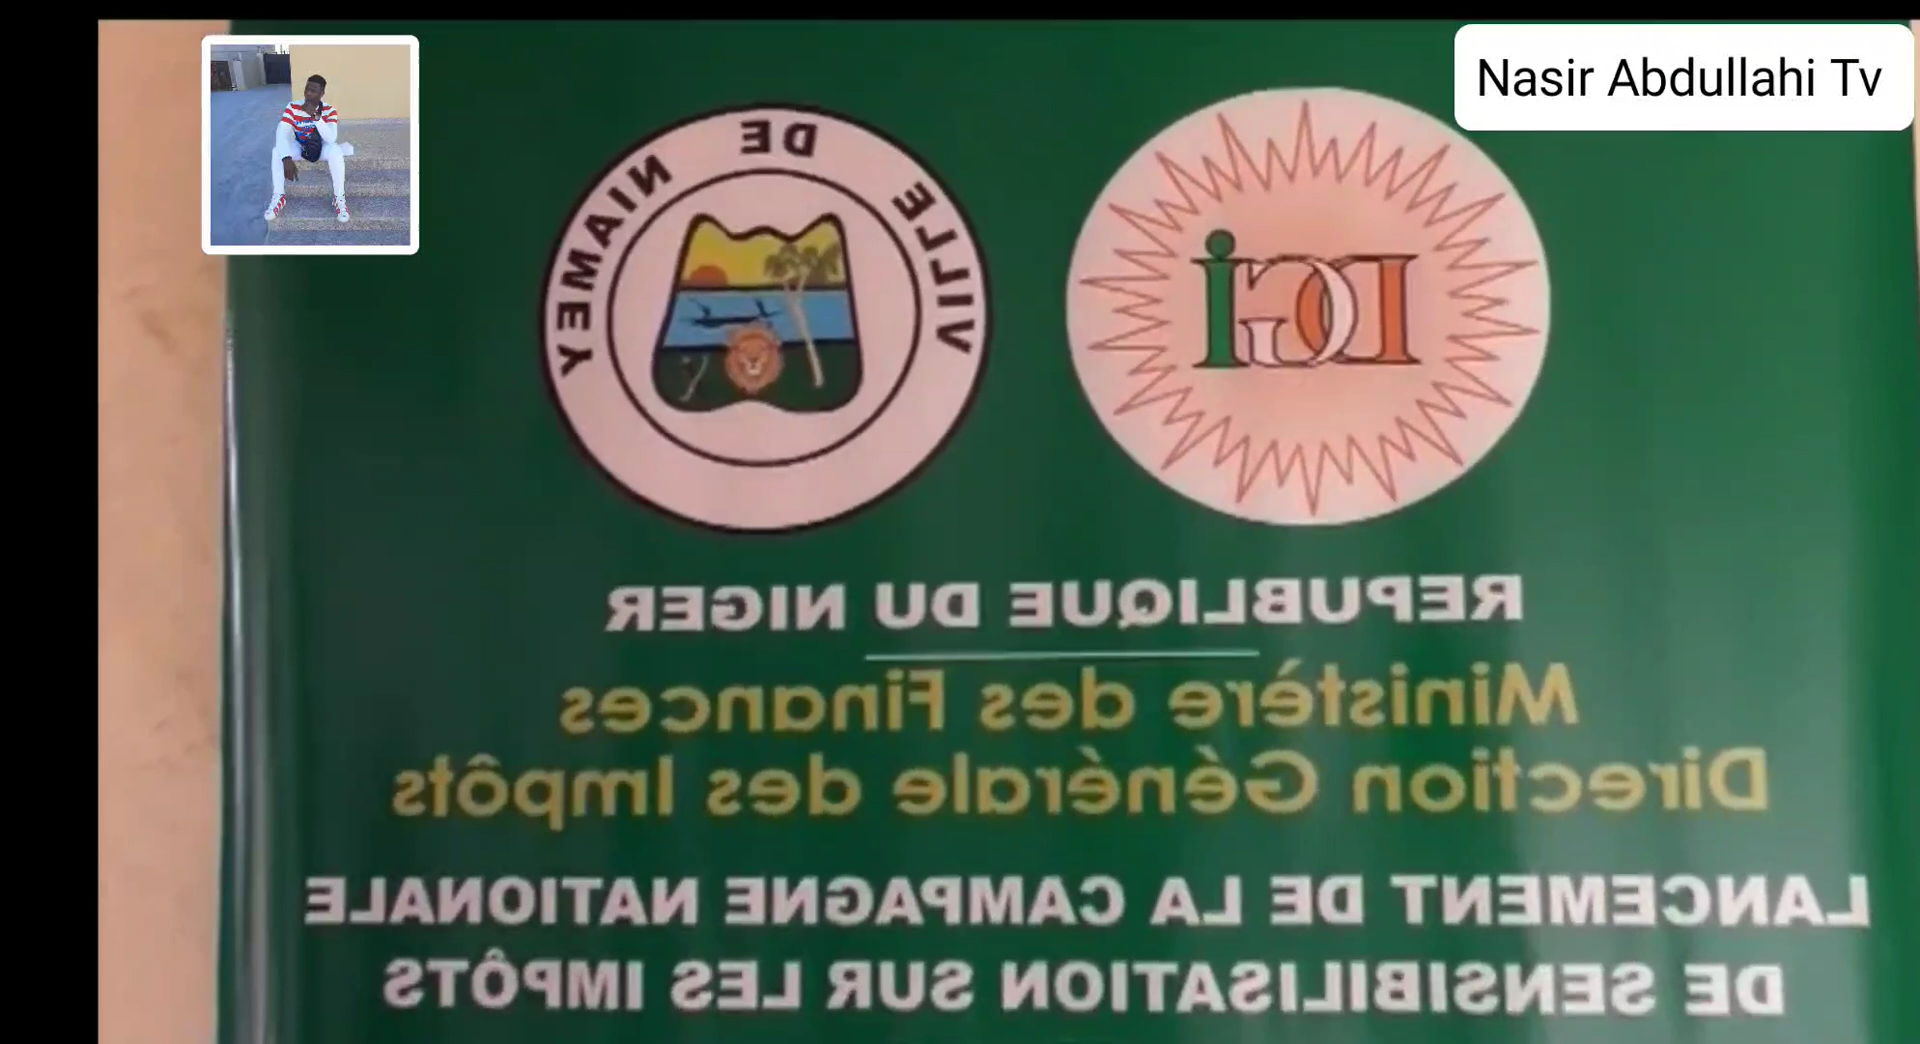 Nasir Abdullahi Tv
VILLE DE NIAMEY
DGi
REPUBLIQUE DU NIGER
Ministère des Finances
Direction Générale des Impôts
LANCEMENT DE LA CAMPAGNE NATIONALE
DE SENSIBILISATION SUR LES IMPÔTS